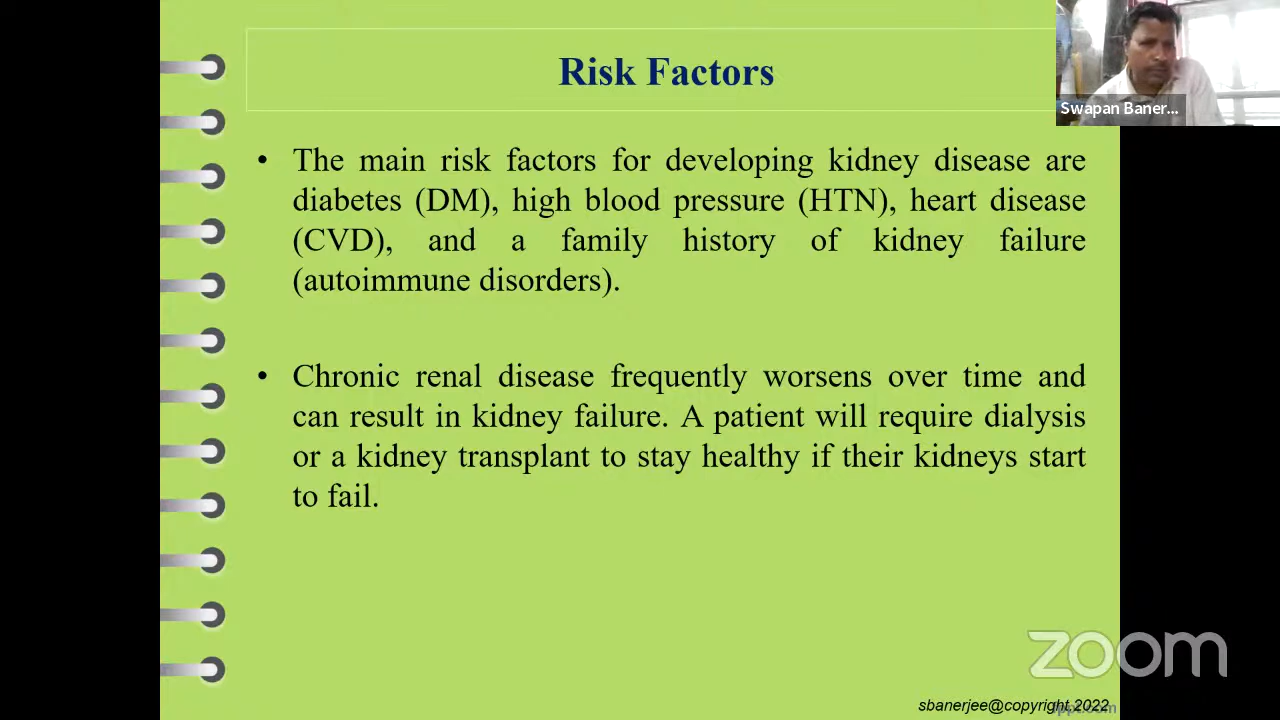 Risk Factors
Swapan Baner...
• The main risk factors for developing kidney disease are
diabetes (DM), high blood pressure (HTN), heart disease
(CVD), and a family history of kidney failure
(autoimmune disorders).
• Chronic renal disease frequently worsens over time and
can result in kidney failure. A patient will require dialysis
or a kidney transplant to stay healthy if their kidneys start
to fail.
zoom
sbanerjee@copyright 2022